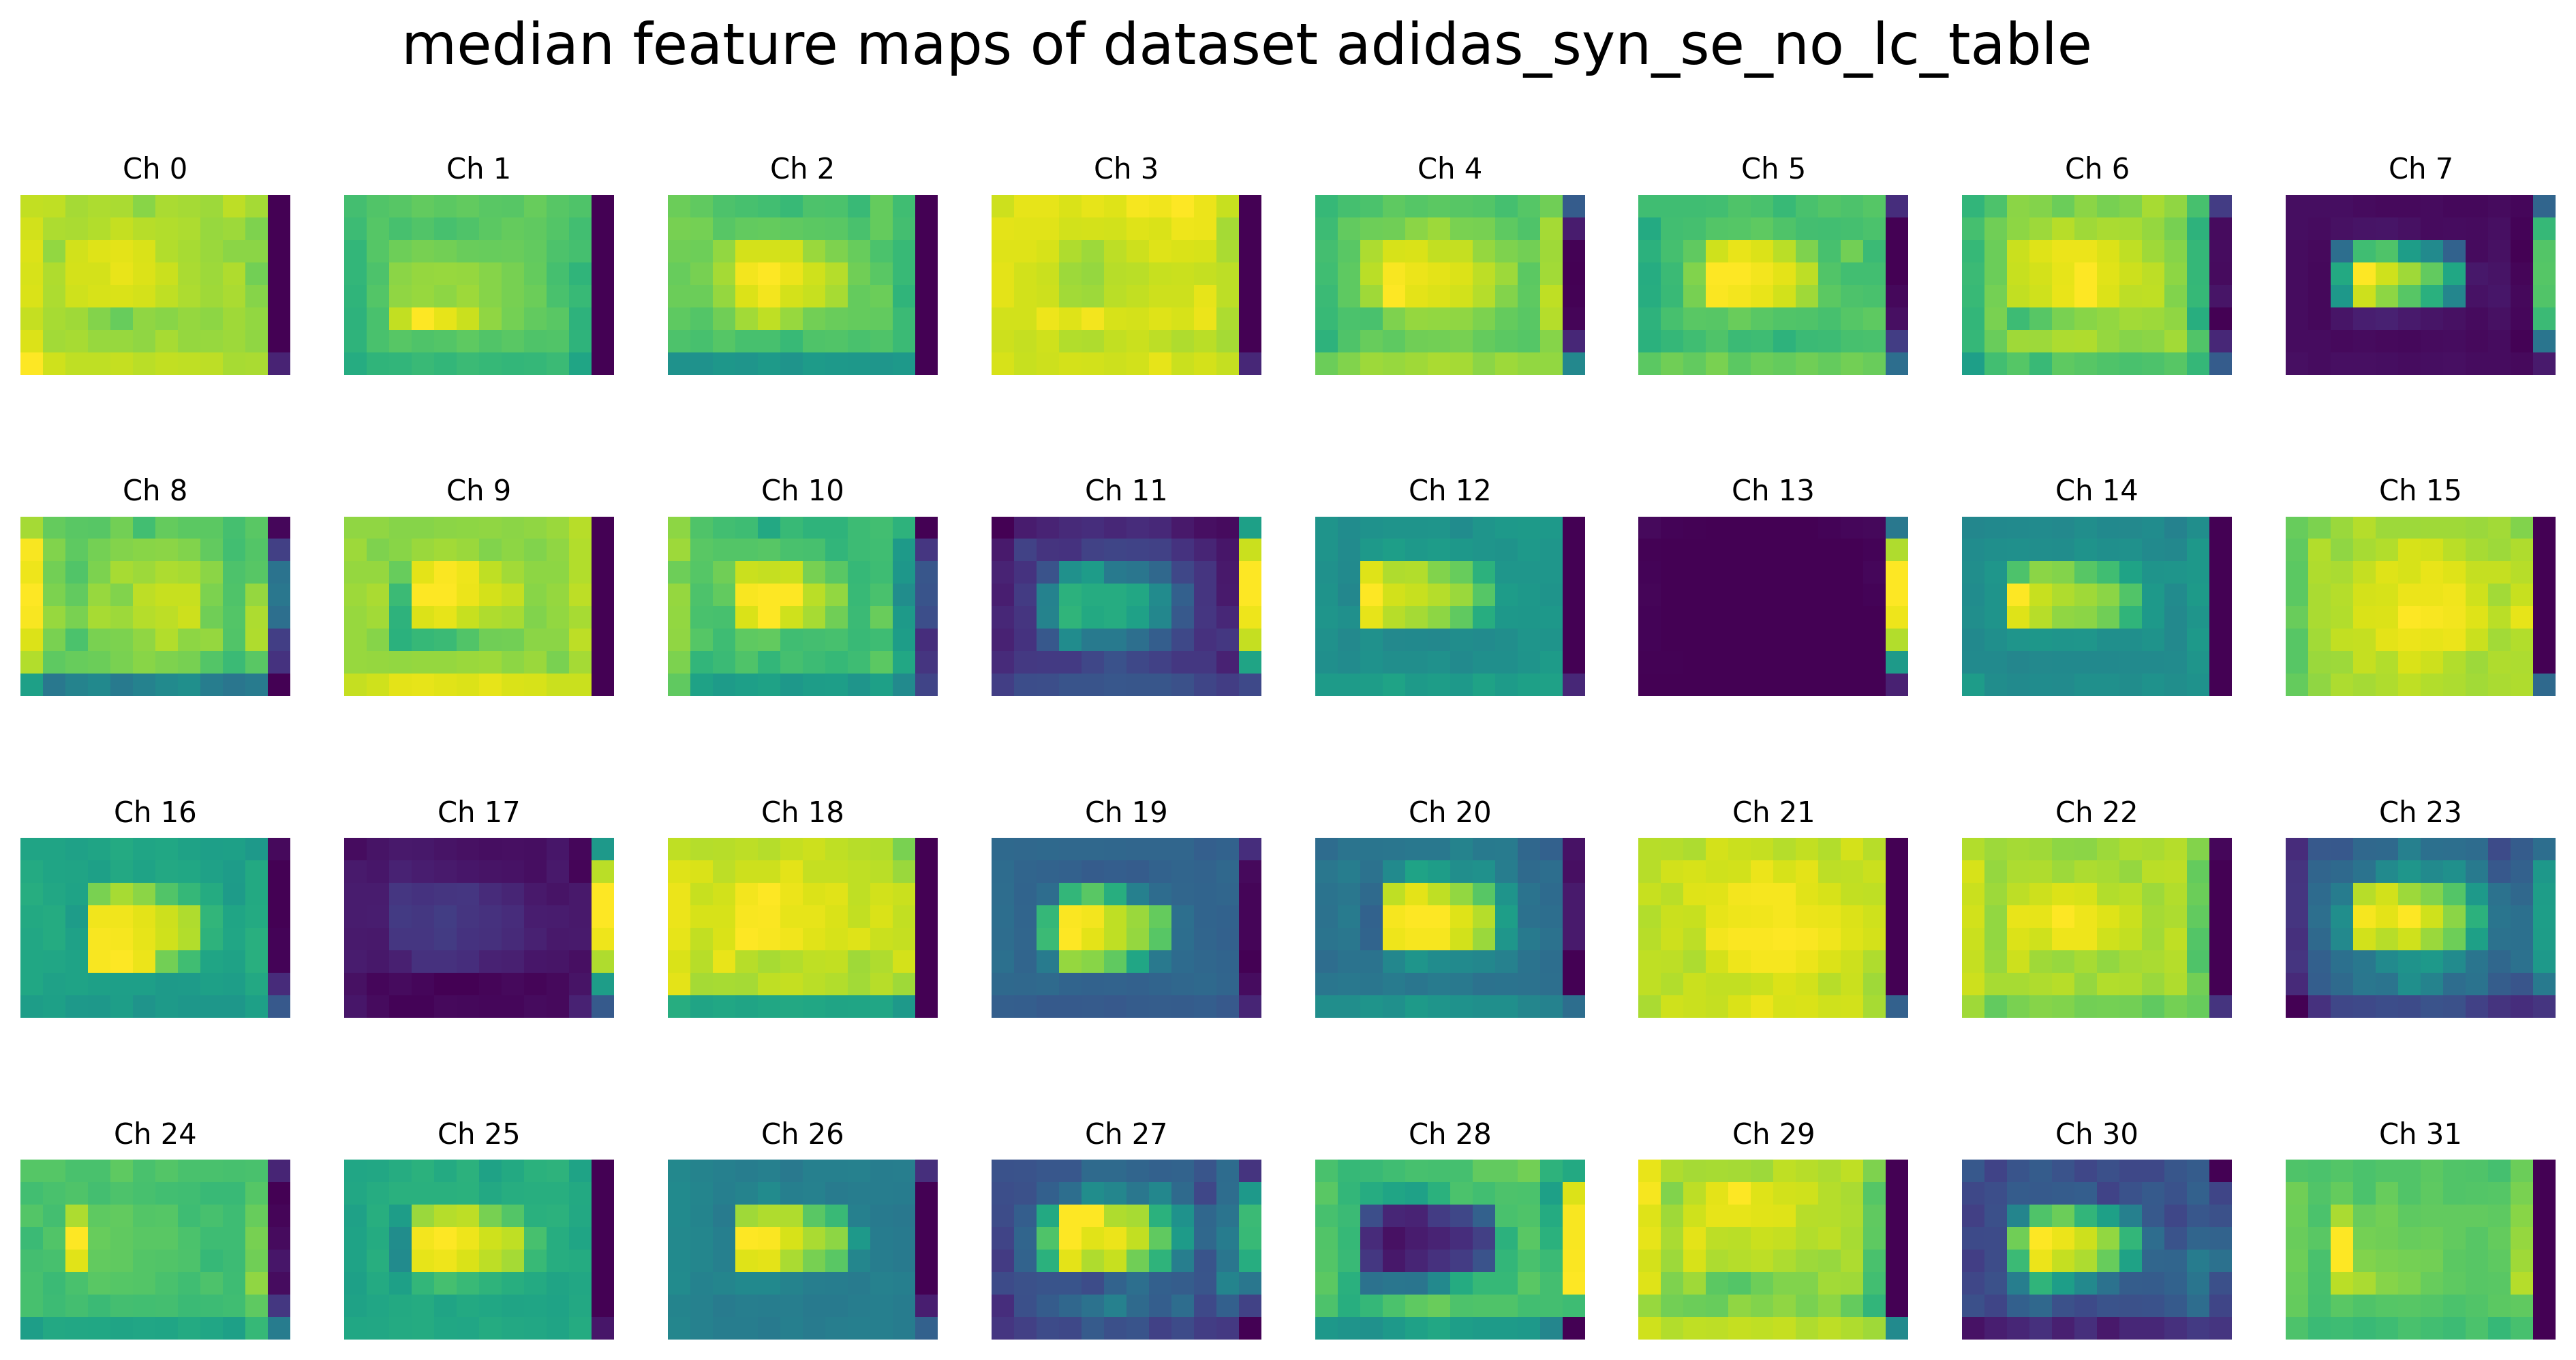 median feature maps of dataset adidas_syn_se_no_lc_table
Ch 0 Ch 1 Ch 2 Ch 3 Ch 4 Ch 5 Ch 6 Ch 7
Ch 8 Ch 9 Ch 10 Ch 11 Ch 12 Ch 13 Ch 14 Ch 15
Ch 16 Ch 17 Ch 18 Ch 19 Ch 20 Ch 21 Ch 22 Ch 23
Ch 24 Ch 25 Ch 26 Ch 27 Ch 28 Ch 29 Ch 30 Ch 31